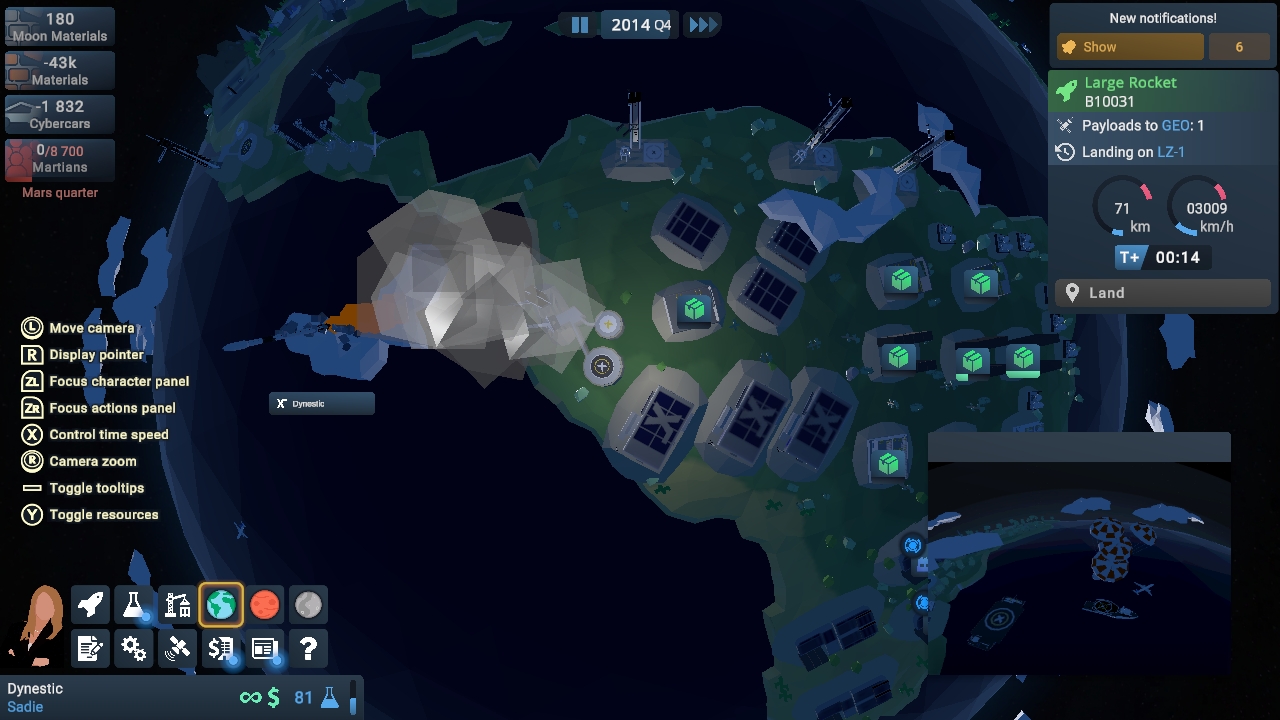 180
Moon Materials
-43k
Materials
-1 832
Cybercars
0/8 700
Martians
Mars quarter
2014 Q4
New notifications!
Show
6
Large Rocket
B10031
Payloads to GEO: 1
Landing on LZ-1
71
km
03009
km/h
T+ 00:14
Land
L Move camera
R Display pointer
ZL Focus character panel
ZR Focus actions panel
X Control time speed
R Camera zoom
Toggle tooltips
Y Toggle resources
Dynestic
Dynestic
Sadie
∞ $
81
?